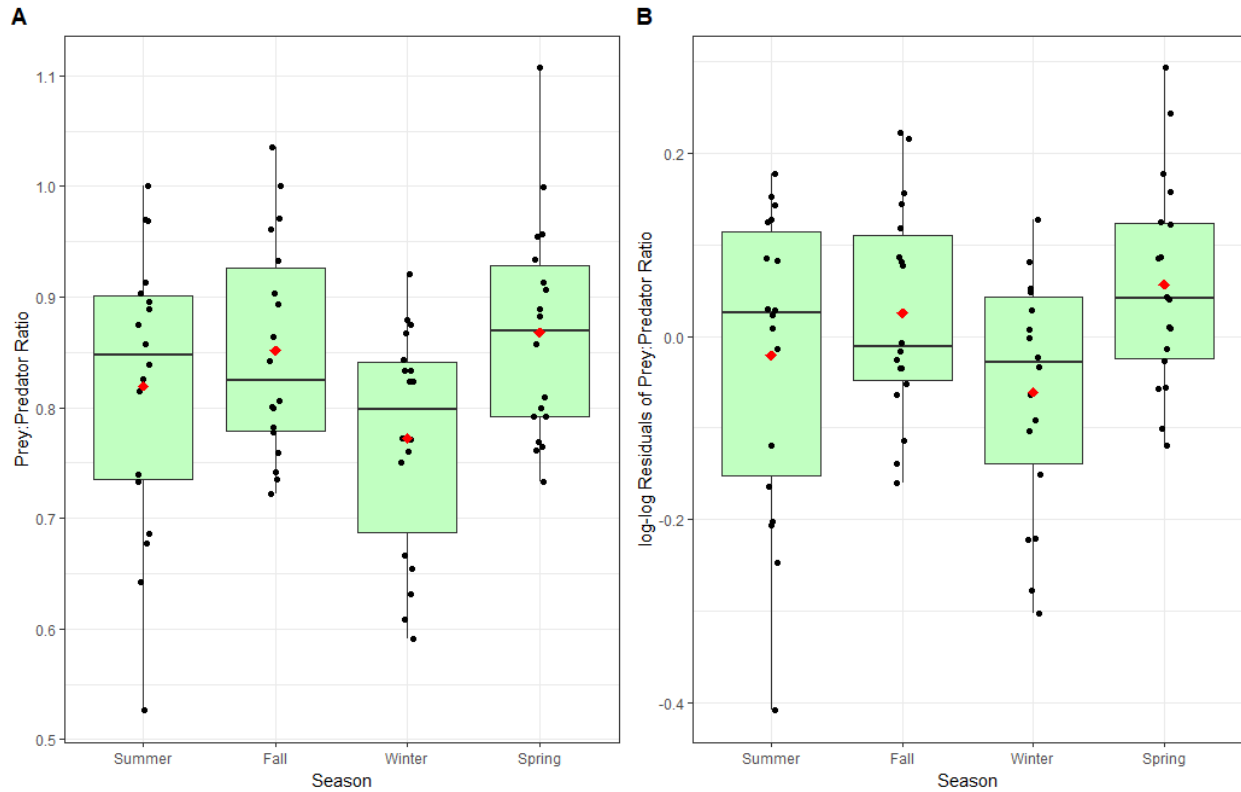 A
Prey:Predator Ratio
1.1
1.0
0.9
0.8
0.7
0.6
0.5
Summer
Fall
Winter
Spring
Season
B
log-log Residuals of Prey:Predator Ratio
0.2
0.0
-0.2
-0.4
Summer
Fall
Winter
Spring
Season